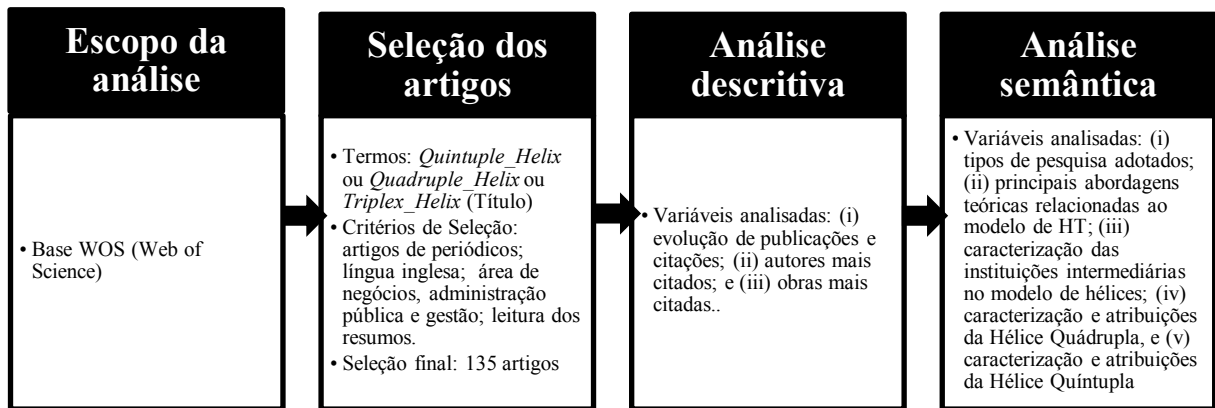 Escopo da
análise
• Base WOS (Web of
Science)
Seleção dos
artigos
• Termos: Quintuple_Helix
ou Quadruple_Helix ou
Triplex_Helix (Título)
• Critérios de Seleção:
artigos de periódicos;
língua inglesa; área de
negócios, administração
pública e gestão; leitura dos
resumos.
• Seleção final: 135 artigos
Análise
descritiva
• Variáveis analisadas: (i)
evolução de publicações e
citações; (ii) autores mais
citados; e (iii) obras mais
citadas..
Análise
semântica
• Variáveis analisadas: (i)
tipos de pesquisa adotados;
(ii) principais abordagens
teóricas relacionadas ao
modelo de HT; (iii)
caracterização das
instituições intermediárias
no modelo de hélices; (iv)
caracterização e atribuições
da Hélice Quádrupla, e (v)
caracterização e atribuições
da Hélice Quíntupla